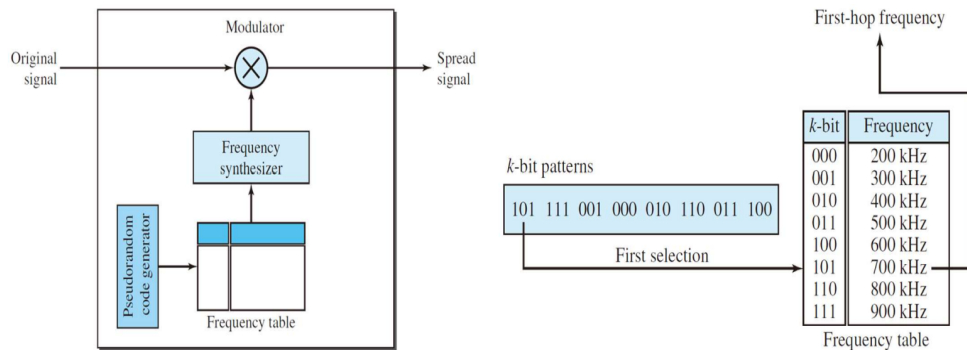 Modulator
Original
signal
Spread
signal
Frequency
synthesizer
Pseudorandom
code generator
Frequency table
First-hop frequency
k-bit patterns
101 111 001 000 010 110 011 100
First selection
k-bit Frequency
000 200 kHz
001 300 kHz
010 400 kHz
011 500 kHz
100 600 kHz
101 700 kHz
110 800 kHz
111 900 kHz
Frequency table